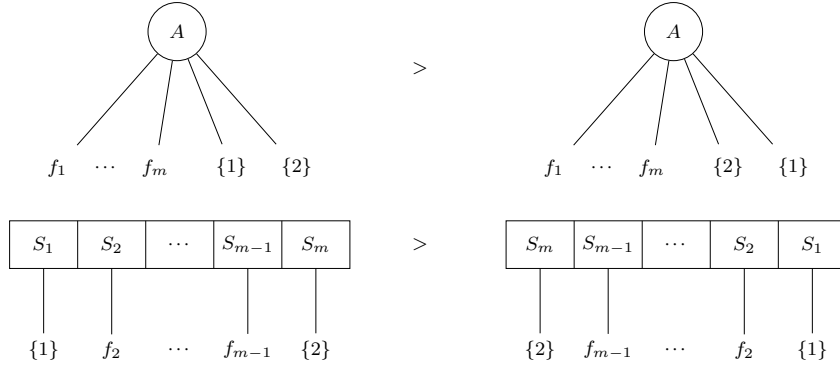 A > A
f₁ ⋯ fₘ {1} {2} f₁ ⋯ fₘ {2} {1}
S₁ S₂ ⋯ Sₘ₋₁ Sₘ > Sₘ Sₘ₋₁ ⋯ S₂ S₁
{1} f₂ ⋯ fₘ₋₁ {2} {2} fₘ₋₁ ⋯ f₂ {1}